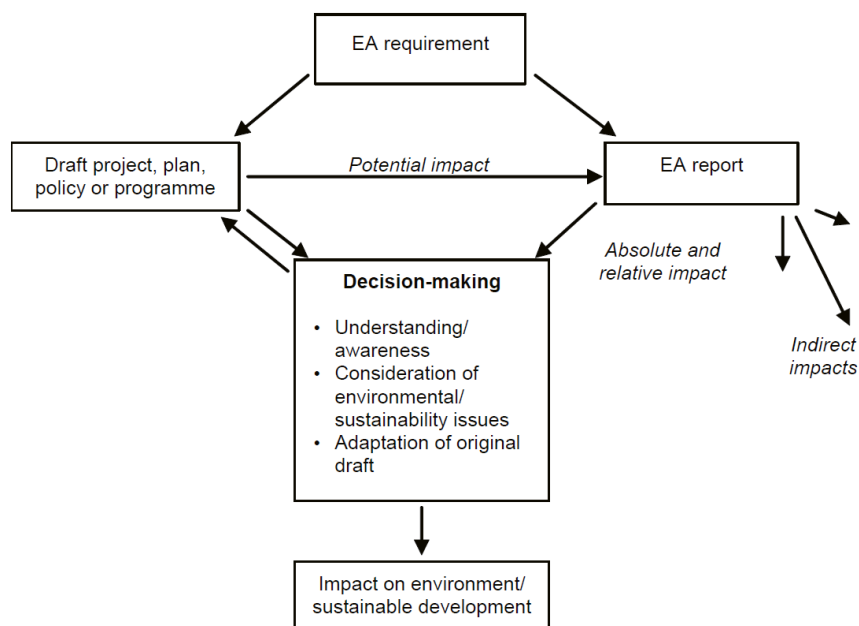 EA requirement
Draft project, plan,
policy or programme
Potential impact
EA report
Absolute and
relative impact
Indirect
impacts
Decision-making
• Understanding/
awareness
• Consideration of
environmental/
sustainability issues
• Adaptation of original
draft
Impact on environment/
sustainable development